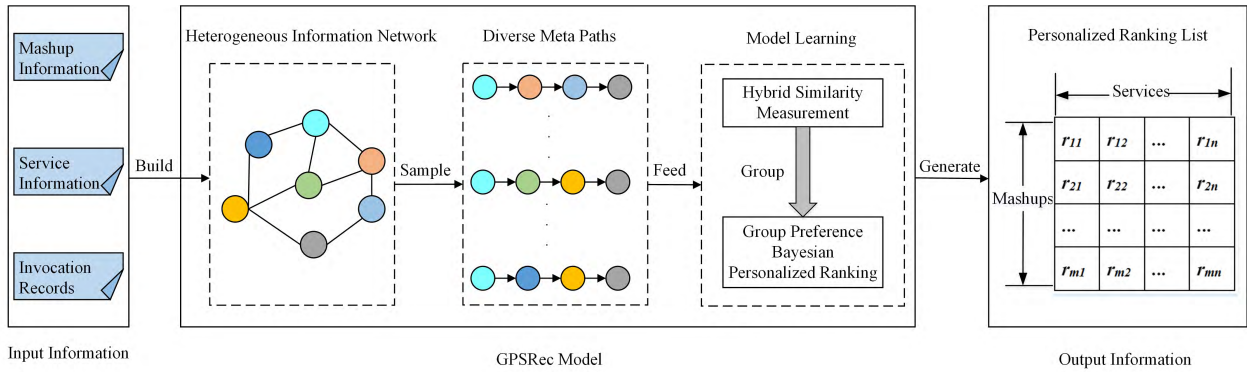 Mashup
Information
Service
Information
Invocation
Records
Input Information
Build
Heterogeneous Information Network
Sample
Diverse Meta Paths
Feed
Model Learning
Hybrid Similarity
Measurement
Group
Group Preference
Bayesian
Personalized Ranking
GPSRec Model
Generate
Personalized Ranking List
Services
Mashups
r11 r12 ... r1n
r21 r22 ... r2n
... ... ... ...
rm1 rm2 ... rmn
Output Information